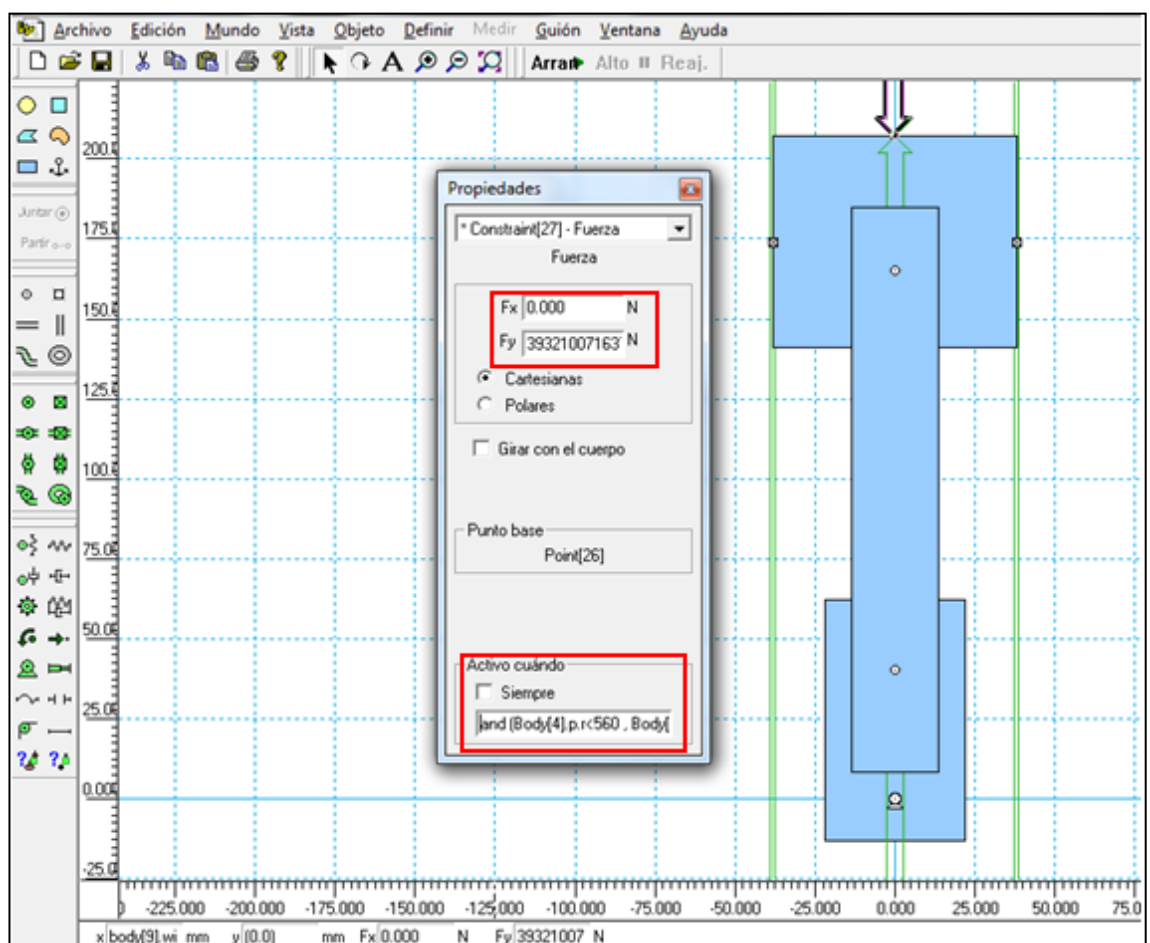 Archivo Edición Mundo Vista Objeto Definir Medir Guión Ventana Ayuda
A Arran Alto Reaj.
Juntar
Partir
200.0
175.0
150.0
125.0
100.0
75.00
50.00
25.00
0.000
-25.0
Propiedades
* Constraint[27] - Fuerza
Fuerza
Fx 0.000 N
Fy 39321007163 N
Cartesianas
Polares
Girar con el cuerpo
Punto base
Point[26]
Activo cuándo
Siempre
and (Body[4].p.r<560 , Body[
-225.000 -200.000 -175.000 -150.000 -125.000 -100.000 -75.000 -50.000 -25.000 0.000 25.000 50.000 75.0
x body[9].wi mm y (0.0) mm Fx 0.000 N Fy 39321007 N